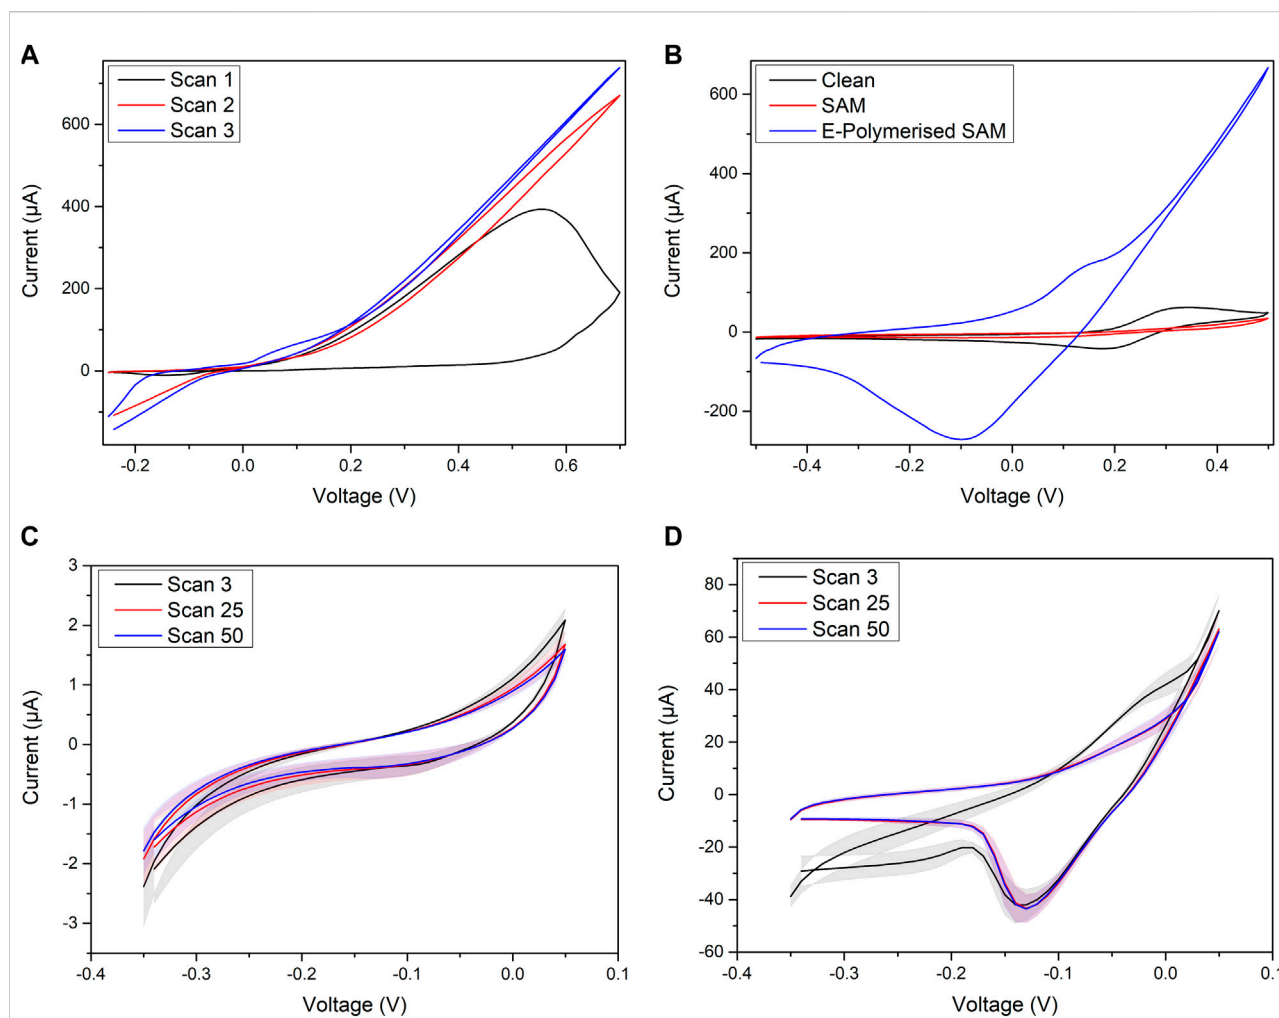 A
Scan 1
Scan 2
Scan 3
600
400
200
0
-0.2
0.0
0.2
0.4
0.6
Current (µA)
Voltage (V)
B
Clean
SAM
E-Polymerised SAM
600
400
200
0
-200
-0.4
-0.2
0.0
0.2
0.4
Current (µA)
Voltage (V)
C
Scan 3
Scan 25
Scan 50
3
2
1
0
-1
-2
-3
-0.4
-0.3
-0.2
-0.1
0.0
0.1
Current (µA)
Voltage (V)
D
Scan 3
Scan 25
Scan 50
80
60
40
20
0
-20
-40
-60
-0.4
-0.3
-0.2
-0.1
0.0
0.1
Current (µA)
Voltage (V)